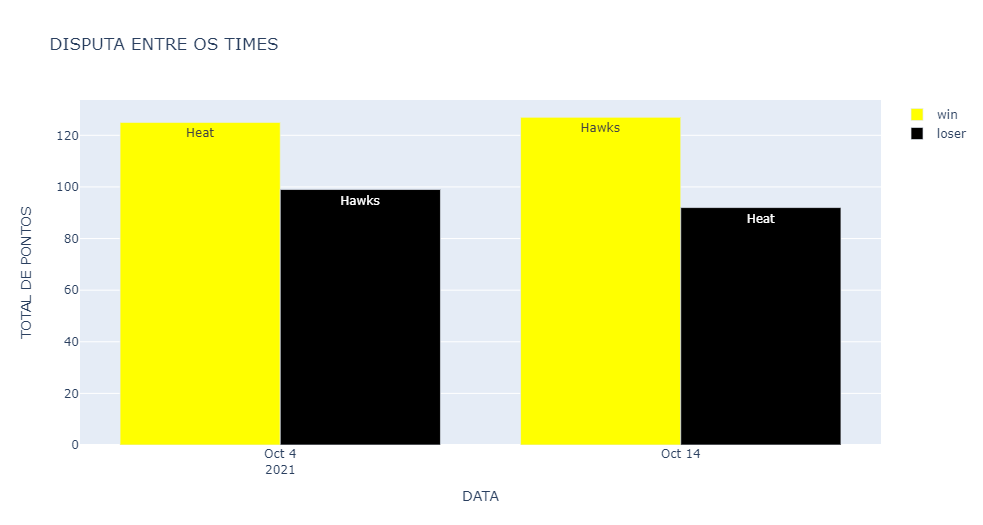 DISPUTA ENTRE OS TIMES
win
loser
TOTAL DE PONTOS
120
100
80
60
40
20
0
Heat
Hawks
Hawks
Heat
Oct 4
2021
Oct 14
DATA